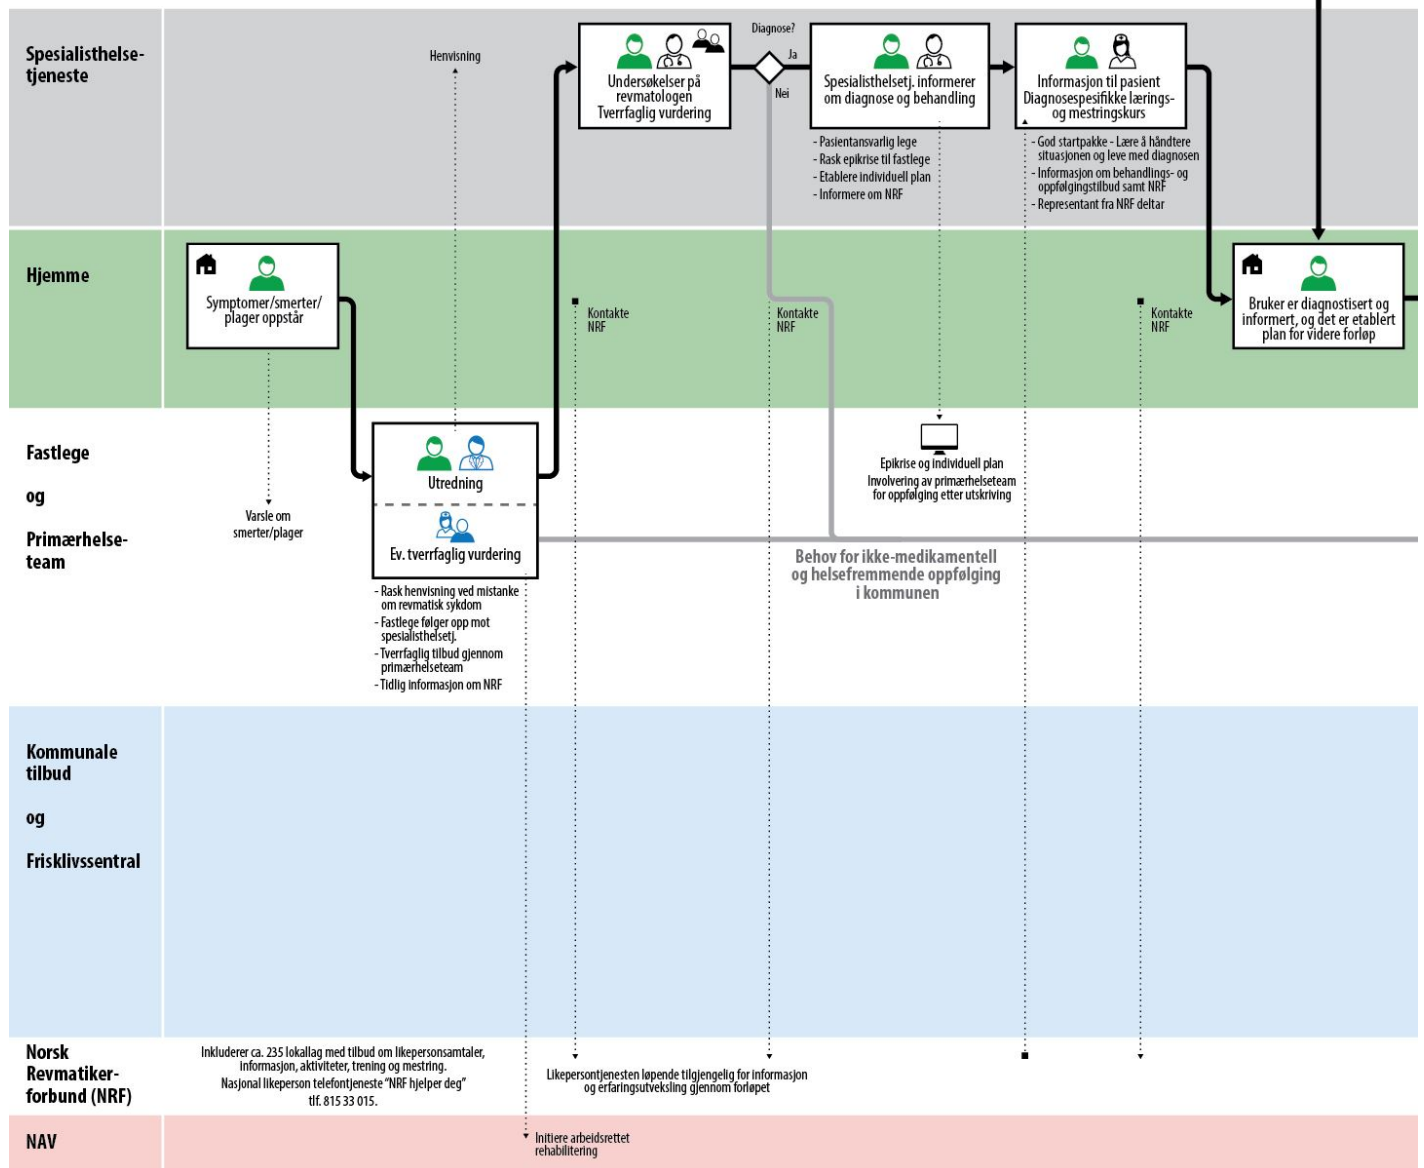 Spesialisthelse-
tjeneste
Henvisning
Undersøkelser på
revmatologen
Tverrfaglig vurdering
Diagnose?
Ja
Nei
Spesialisthelsetj. informerer
om diagnose og behandling
- Pasientansvarlig lege
- Rask epikrise til fastlege
- Etablere individuell plan
- Informere om NRF
Informasjon til pasient
Diagnosespesifikke lærings-
og mestringskurs
- God startpakke - Lære å håndtere
situasjonen og leve med diagnosen
- Informasjon om behandlings- og
oppfølgingstilbud samt NRF
- Representant fra NRF deltar
Hjemme
Symptomer/smerter/
plager oppstår
Kontakte
NRF
Kontakte
NRF
Kontakte
NRF
Bruker er diagnostisert og
informert, og det er etablert
plan for videre forløp
Fastlege
og
Primærhelse-
team
Varsle om
smerter/plager
Utredning
Ev. tverrfaglig vurdering
- Rask henvisning ved mistanke
om revmatisk sykdom
- Fastlege følger opp mot
spesialisthelsetj.
- Tverrfaglig tilbud gjennom
primærhelseteam
- Tidlig informasjon om NRF
Epikrise og individuell plan
Involvering av primærhelseteam
for oppfølging etter utskriving
Behov for ikke-medikamentell
og helsefremmende oppfølging
i kommunen
Kommunale
tilbud
og
Frisklivssentral
Norsk
Revmatiker-
forbund (NRF)
Inkluderer ca. 235 lokallag med tilbud om likepersonsamtaler,
informasjon, aktiviteter, trening og mestring.
Nasjonal likeperson telefontjeneste "NRF hjelper deg"
tlf. 815 33 015.
Likepersontjenesten løpende tilgjengelig for informasjon
og erfaringsutveksling gjennom forløpet
NAV
Initiere arbeidsrettet
rehabilitering